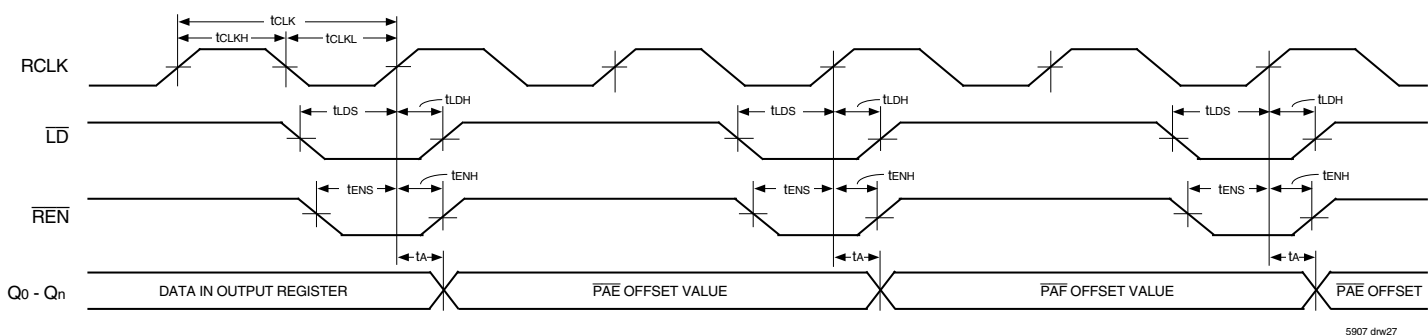 tCLK
tCLKH tCLKL
RCLK
tLDS tLDH tLDS tLDH tLDS tLDH
LD
tENS tENH tENS tENH tENS tENH
REN
tA tA tA
Q0 - Qn DATA IN OUTPUT REGISTER PAE OFFSET VALUE PAF OFFSET VALUE PAE OFFSET
5907 drw27